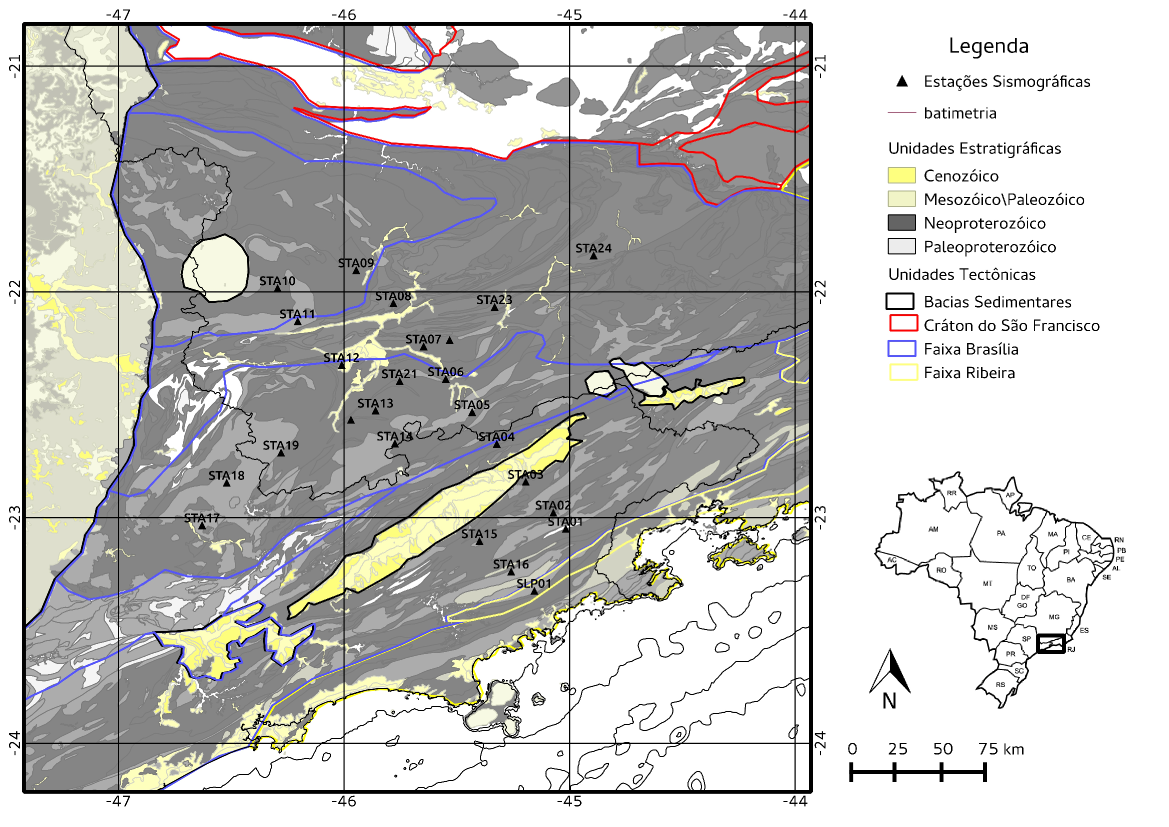 -47 -46 -45 -44
-21 -21
STA24
STA09
STA10
STA08
STA23
-22 -22
STA11
STA07
STA12
STA21
STA06
STA13
STA05
STA14
STA04
STA19
STA18
STA03
STA02
STA17
STA01
-23 -23
STA15
STA16
SLP01
-24 -24
-47 -46 -45 -44
Legenda
Estações Sismográficas
batimetria
Unidades Estratigráficas
Cenozóico
Mesozóico\Paleozóico
Neoproterozóico
Paleoproterozóico
Unidades Tectônicas
Bacias Sedimentares
Cráton do São Francisco
Faixa Brasília
Faixa Ribeira
RR AP
AM PA MA CE RN
PB
PI PE
AC RO TO AL
SE
MT BA
DF
GO
MG
MS ES
SP
RJ
PR
SC
RS
N
0 25 50 75 km